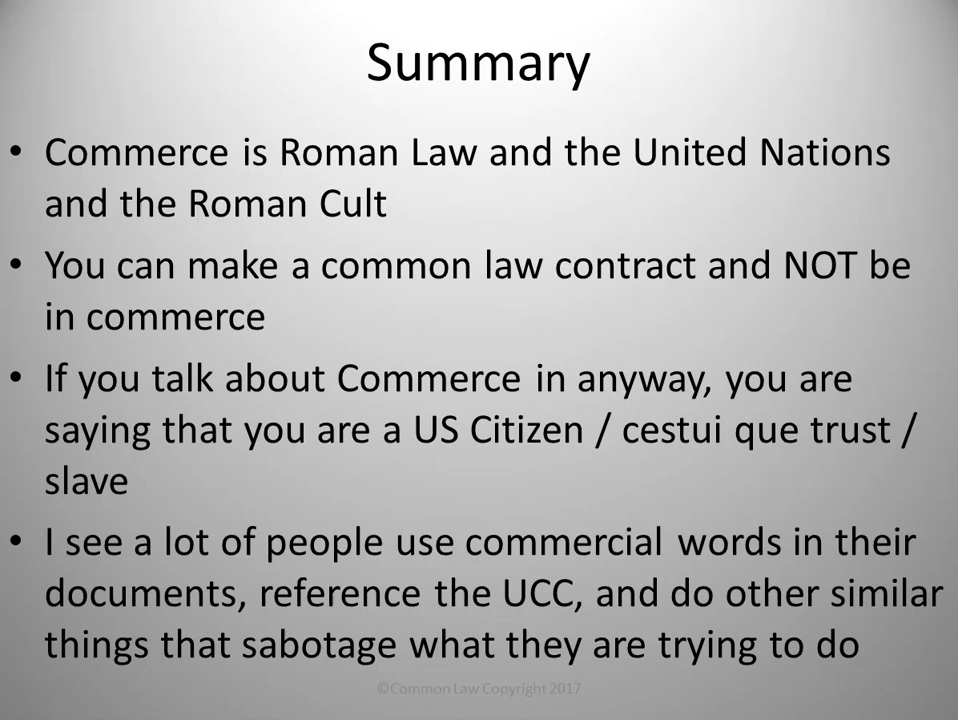 Summary
• Commerce is Roman Law and the United Nations
and the Roman Cult
• You can make a common law contract and NOT be
in commerce
• If you talk about Commerce in anyway, you are
saying that you are a US Citizen / cestui que trust /
slave
• I see a lot of people use commercial words in their
documents, reference the UCC, and do other similar
things that sabotage what they are trying to do
©Common Law Copyright 2017